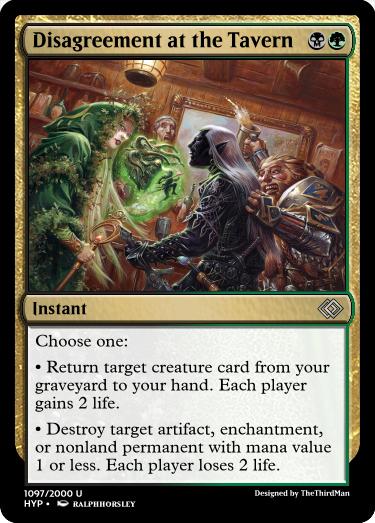 Disagreement at the Tavern
Instant
Choose one:
• Return target creature card from your
graveyard to your hand. Each player
gains 2 life.
• Destroy target artifact, enchantment,
or nonland permanent with mana value
1 or less. Each player loses 2 life.
1097/2000 U
HYP • RALPHHORSLEY
Designed by TheThirdMan